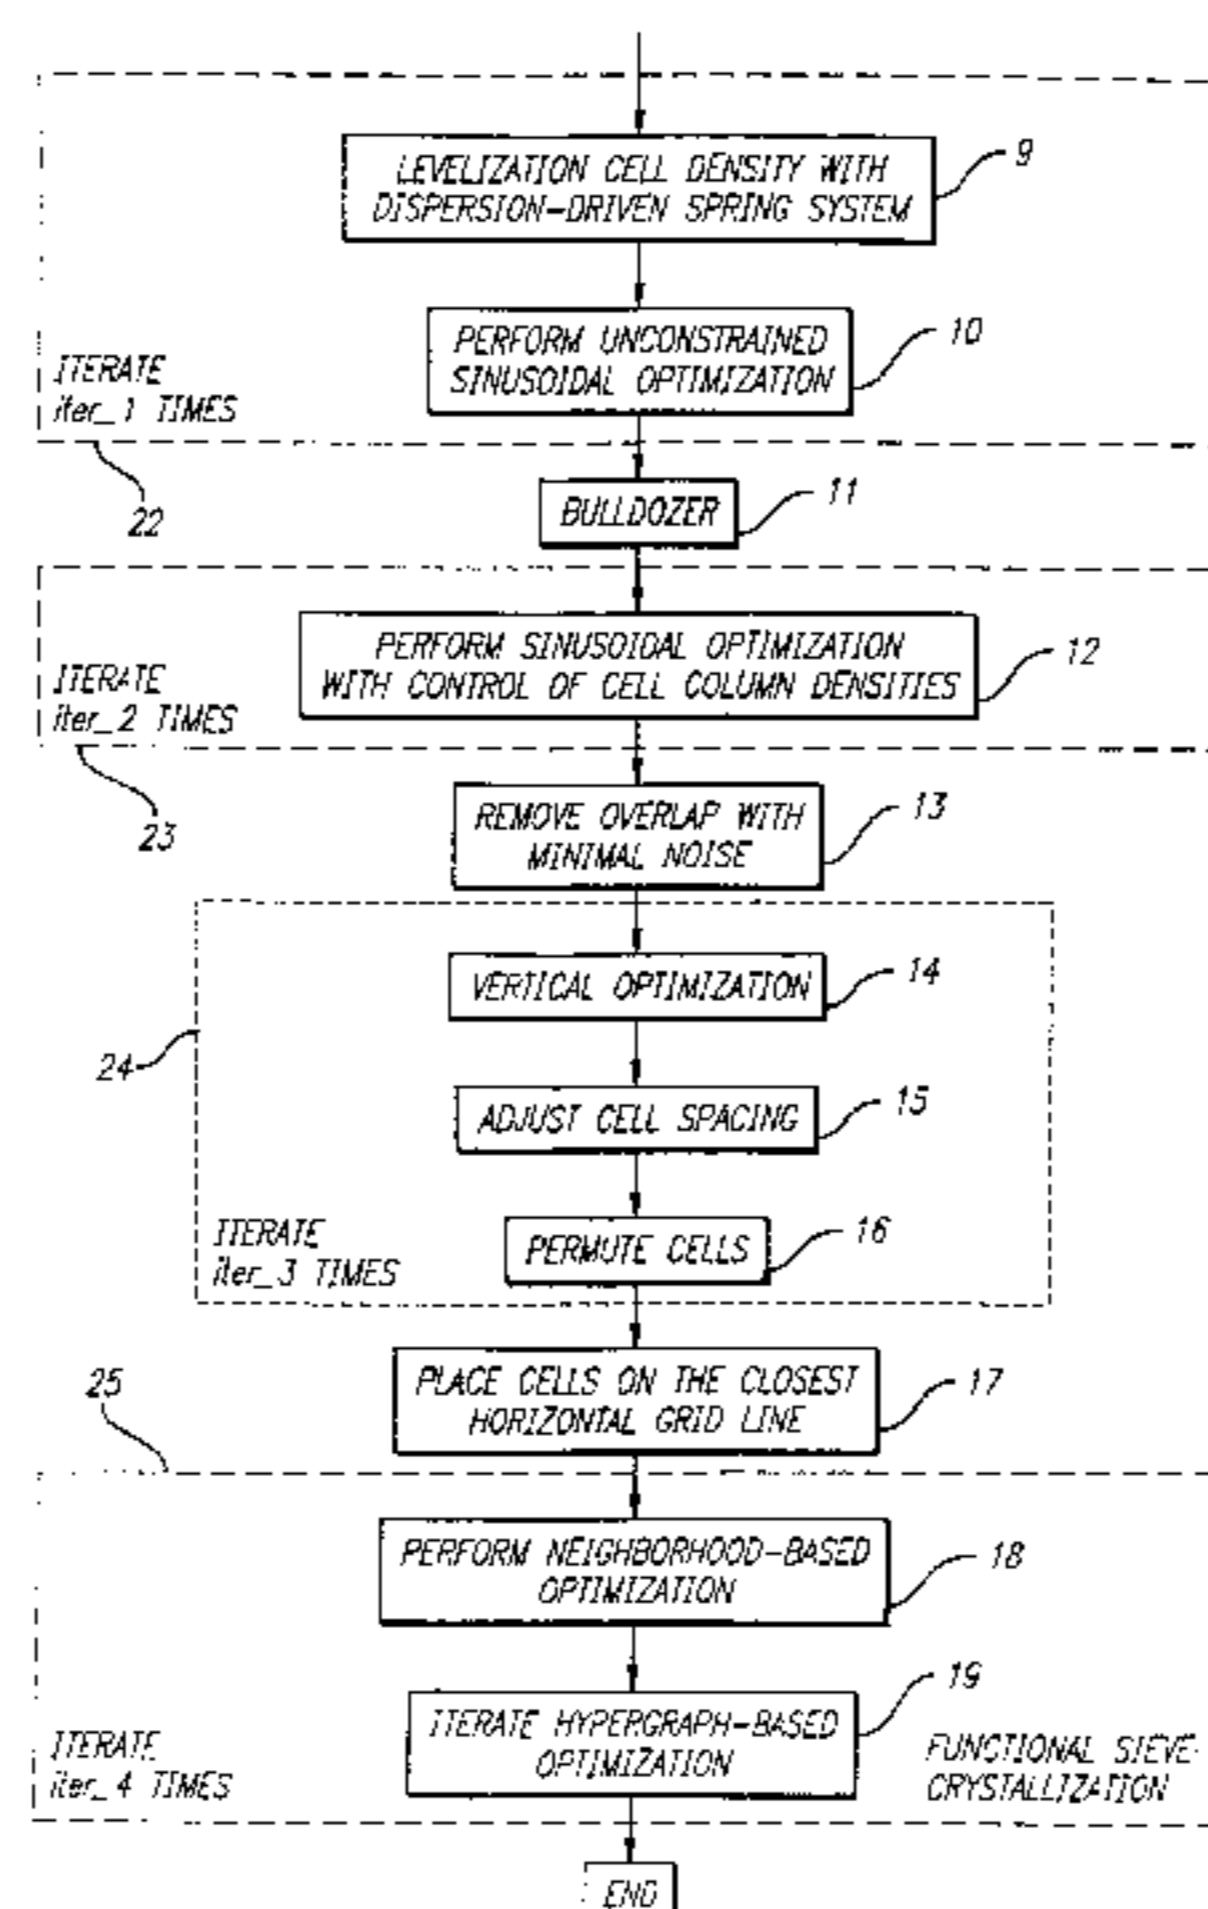 LEVELIZATION CELL DENSITY WITH
DISPERSION-DRIVEN SPRING SYSTEM
9
PERFORM UNCONSTRAINED
SINUSOIDAL OPTIMIZATION
10
ITERATE
iter_1 TIMES
22
BULLDOZER
11
PERFORM SINUSOIDAL OPTIMIZATION
WITH CONTROL OF CELL COLUMN DENSITIES
12
ITERATE
iter_2 TIMES
23
REMOVE OVERLAP WITH
MINIMAL NOISE
13
VERTICAL OPTIMIZATION
14
24
ADJUST CELL SPACING
15
PERMUTE CELLS
16
ITERATE
iter_3 TIMES
PLACE CELLS ON THE CLOSEST
HORIZONTAL GRID LINE
17
25
PERFORM NEIGHBORHOOD-BASED
OPTIMIZATION
18
ITERATE HYPERGRAPH-BASED
OPTIMIZATION
19
ITERATE
iter_4 TIMES
FUNCTIONAL SIEVE-
CRYSTALLIZATION
END